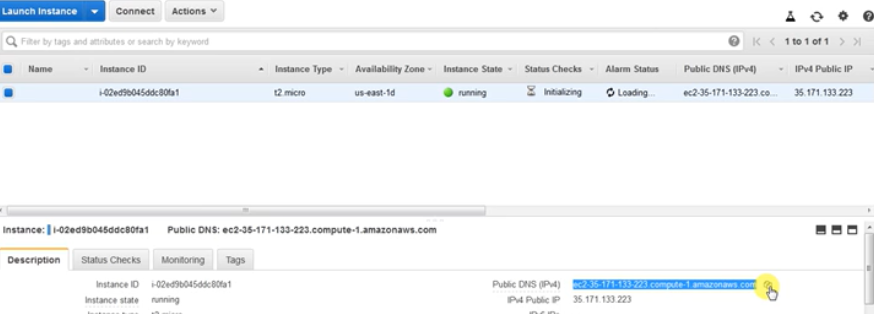 Launch Instance Connect Actions
Filter by tags and attributes or search by keyword 1 to 1 of 1
Name Instance ID Instance Type Availability Zone Instance State Status Checks Alarm Status Public DNS (IPv4) IPv4 Public IP
i-02ed9b045ddc80fa1 t2.micro us-east-1d running Initializing Loading... ec2-35-171-133-223.co... 35.171.133.223
Instance: i-02ed9b045ddc80fa1 Public DNS: ec2-35-171-133-223.compute-1.amazonaws.com
Description Status Checks Monitoring Tags
Instance ID i-02ed9b045ddc80fa1 Public DNS (IPv4) ec2-35-171-133-223.compute-1.amazonaws.com
Instance state running IPv4 Public IP 35.171.133.223
Instance type t2.micro IPv6 IPs